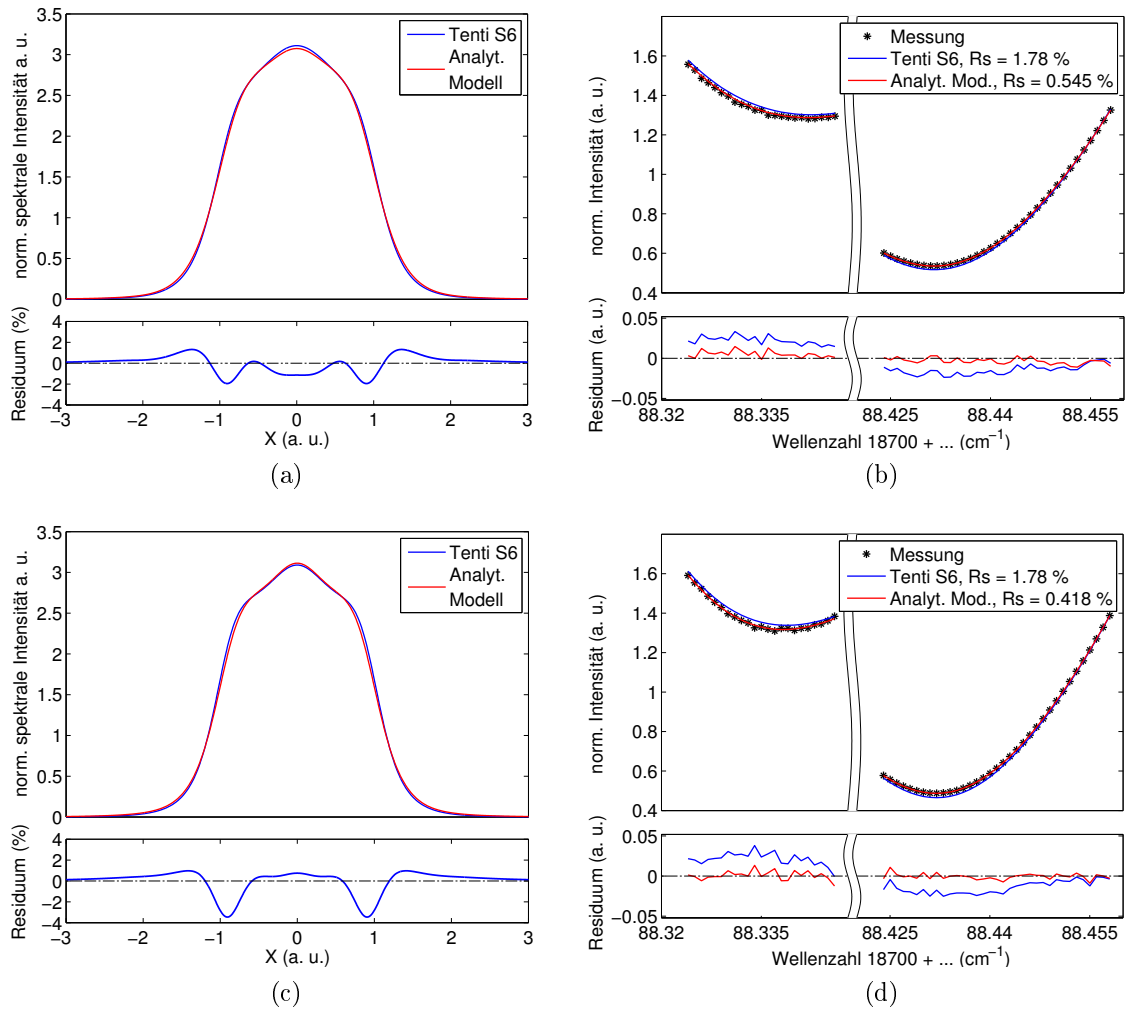 3.5
3
2.5
2
1.5
1
0.5
0
norm. spektrale Intensität a. u.
Tenti S6
Analyt.
Modell
4
2
0
−2
−4
Residuum (%)
−3 −2 −1 0 1 2 3
X (a. u.)
(a)
1.6
1.4
1.2
1
0.8
0.6
0.4
norm. Intensität (a. u.)
Messung
Tenti S6, Rs = 1.78 %
Analyt. Mod., Rs = 0.545 %
0.05
0
−0.05
Residuum (a. u.)
88.32 88.335 88.425 88.44 88.455
Wellenzahl 18700 + ... (cm⁻¹)
(b)
3.5
3
2.5
2
1.5
1
0.5
0
norm. spektrale Intensität a. u.
Tenti S6
Analyt.
Modell
4
2
0
−2
−4
Residuum (%)
−3 −2 −1 0 1 2 3
X (a. u.)
(c)
1.6
1.4
1.2
1
0.8
0.6
0.4
norm. Intensität (a. u.)
Messung
Tenti S6, Rs = 1.78 %
Analyt. Mod., Rs = 0.418 %
0.05
0
−0.05
Residuum (a. u.)
88.32 88.335 88.425 88.44 88.455
Wellenzahl 18700 + ... (cm⁻¹)
(d)